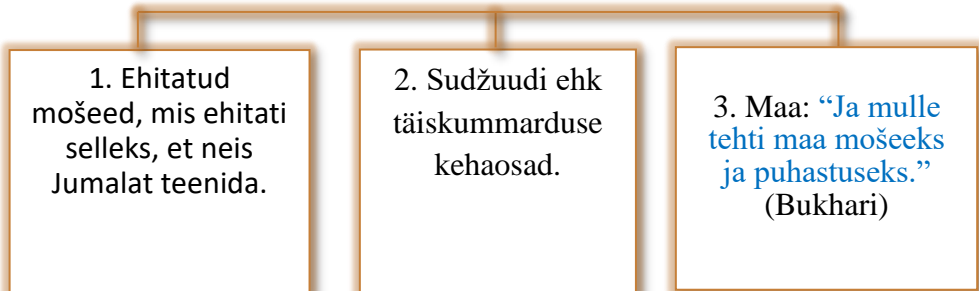 1. Ehitatud
mošeed, mis ehitati
selleks, et neis
Jumalat teenida.
2. Sudžuudi ehk
täiskummarduse
kehaosad.
3. Maa: “Ja mulle
tehti maa mošeeks
ja puhastuseks.”
(Bukhari)